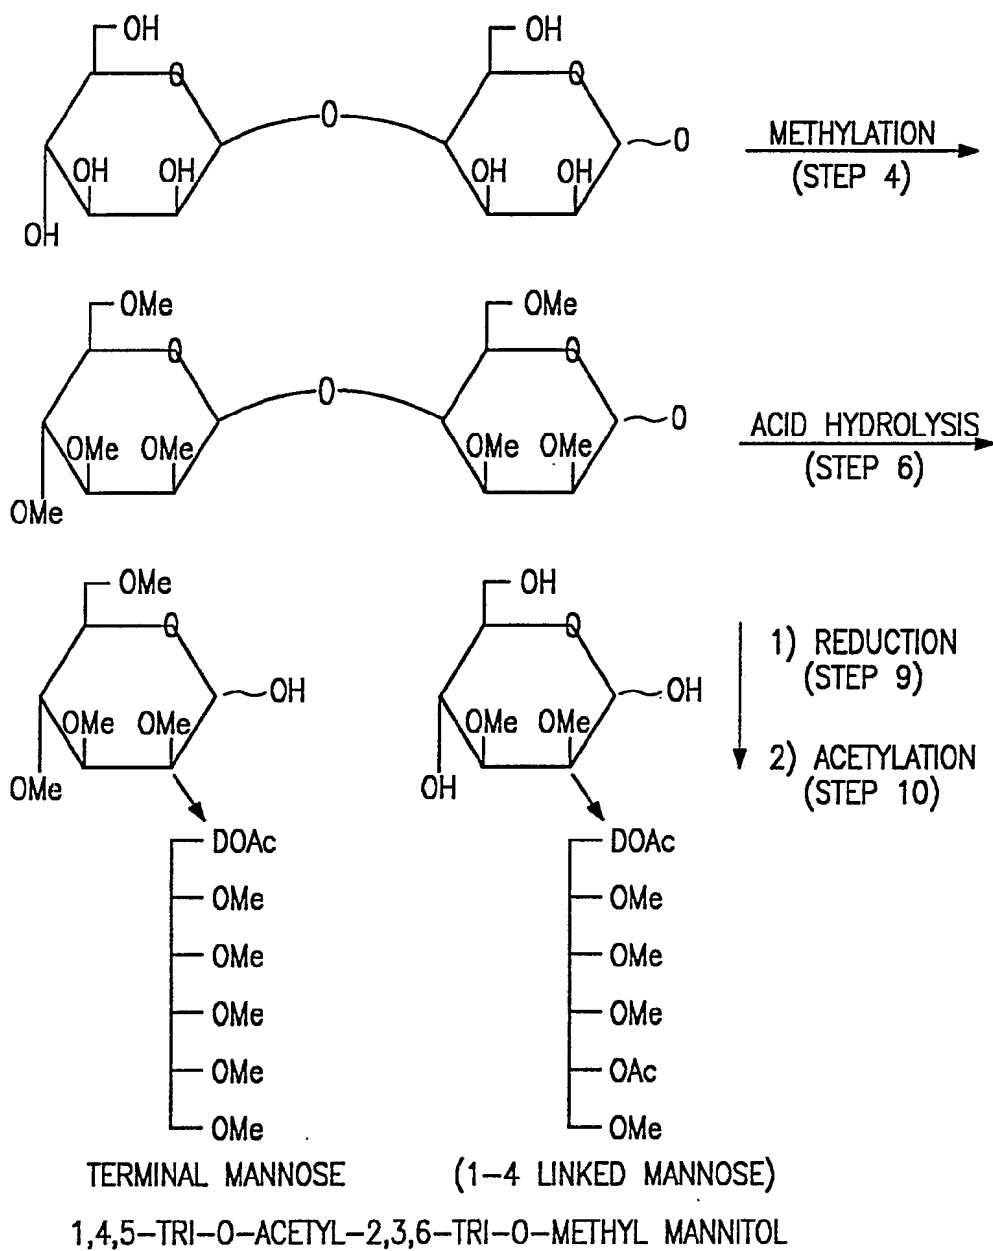 OH OH
O O O O
OH OH OH OH
OH
METHYLATION
(STEP 4)
OMe OMe
O O O O
OMe OMe OMe OMe
OMe
ACID HYDROLYSIS
(STEP 6)
OMe OH
O O
OH OH
OMe OMe OMe OMe
OMe OH
1) REDUCTION
(STEP 9)
2) ACETYLATION
(STEP 10)
DOAc DOAc
OMe OMe
OMe OMe
OMe OMe
OMe OAc
OMe OMe
TERMINAL MANNOSE (1-4 LINKED MANNOSE)
1,4,5-TRI-O-ACETYL-2,3,6-TRI-O-METHYL MANNITOL